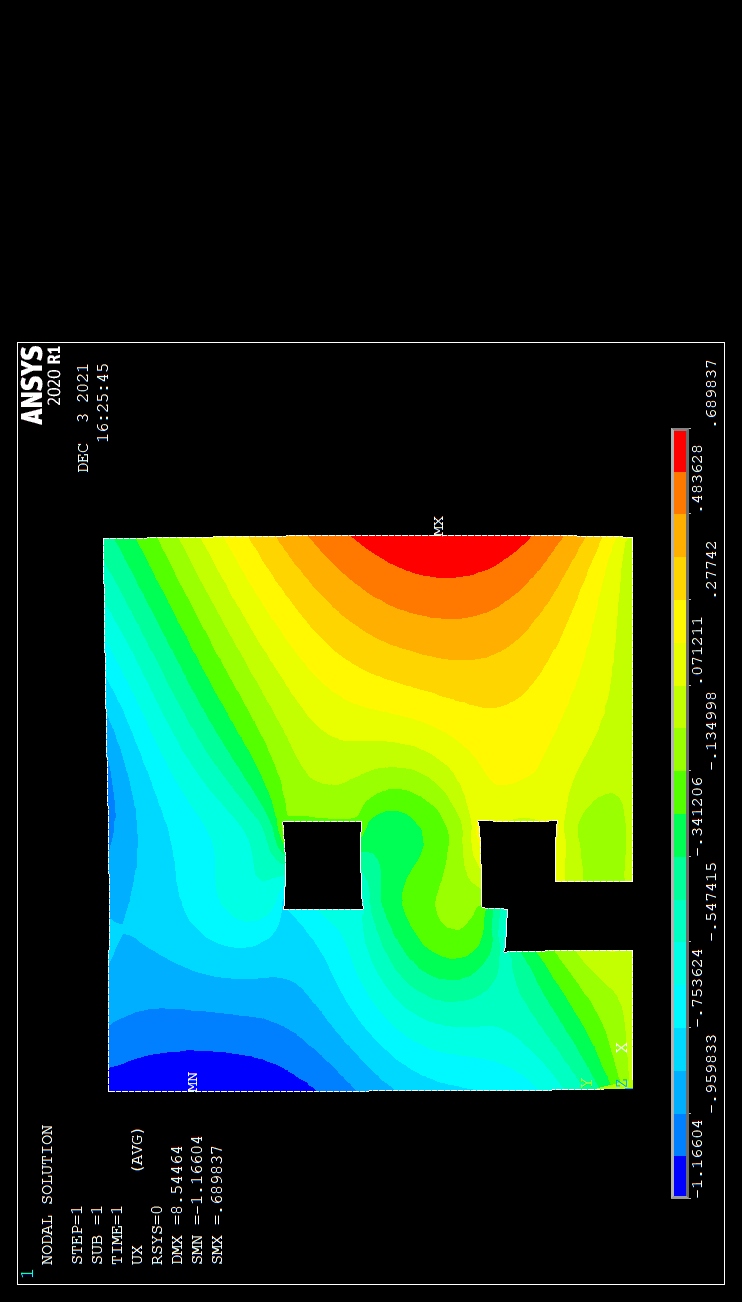 1
NODAL SOLUTION
STEP=1
SUB =1
TIME=1
UX (AVG)
RSYS=0
DMX =8.54464
SMN =-1.16604
SMX =.689837
ANSYS
2020 R1
DEC 3 2021
16:25:45
MN
MX
Y
Z X
-1.16604
-.959833
-.753624
-.547415
-.341206
-.134998
.071211
.27742
.483628
.689837